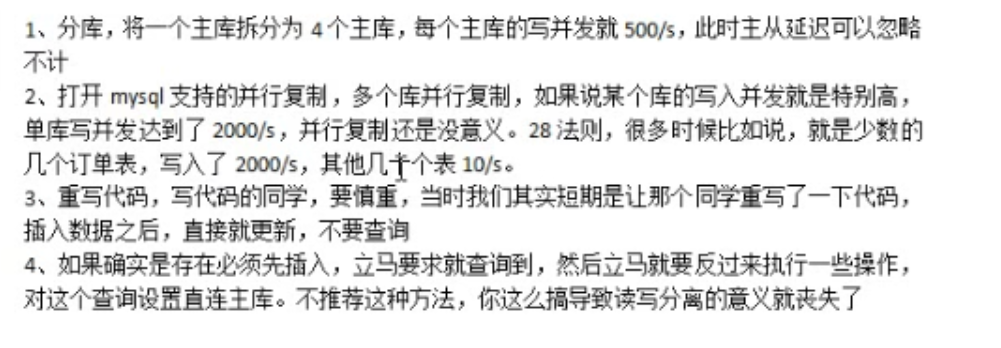 1、分库，将一个主库拆分为 4 个主库，每个主库的写并发就 500/s，此时主从延迟可以忽略
不计
2、打开 mysql 支持的并行复制，多个库并行复制，如果说某个库的写入并发就是特别高，
单库写并发达到了 2000/s，并行复制还是没意义。28 法则，很多时候比如说，就是少数的
几个订单表，写入了 2000/s，其他几十个表 10/s。
3、重写代码，写代码的同学，要慎重，当时我们其实短期是让那个同学重写了一下代码，
插入数据之后，直接就更新，不要查询
4、如果确实是存在必须先插入，立马要求就查询到，然后立马就要反过来执行一些操作，
对这个查询设置直连主库。不推荐这种方法，你这么搞导致读写分离的意义就丧失了